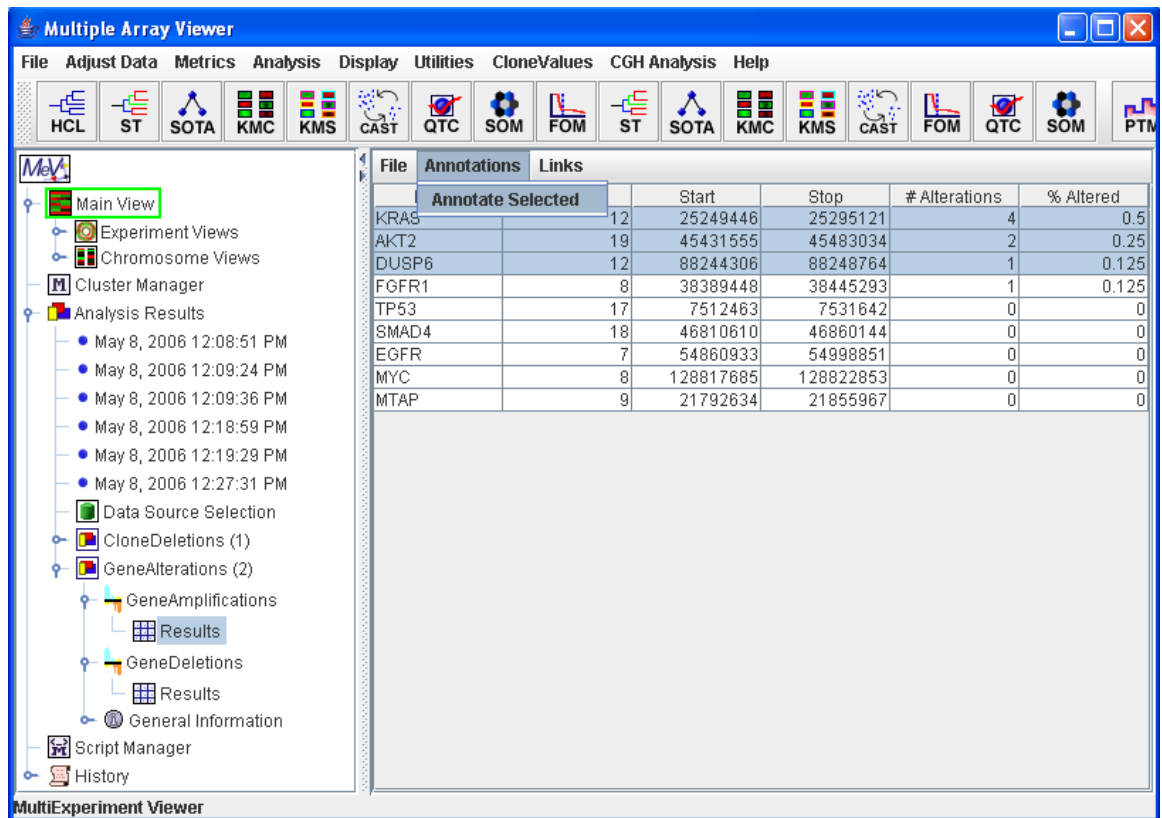 Multiple Array Viewer
File Adjust Data Metrics Analysis Display Utilities CloneValues CGH Analysis Help
HCL ST SOTA KMC KMS CAST QTC SOM FOM ST SOTA KMC KMS CAST FOM QTC SOM PTM
MeV
File Annotations Links
Annotate Selected
Start Stop # Alterations % Altered
KRAS 12 25249446 25295121 4 0.5
AKT2 19 45431555 45483034 2 0.25
DUSP6 12 88244306 88248764 1 0.125
FGFR1 8 38389448 38445293 1 0.125
TP53 17 7512463 7531642 0 0
SMAD4 18 46810610 46860144 0 0
EGFR 7 54860933 54998851 0 0
MYC 8 128817685 128822853 0 0
MTAP 9 21792634 21855967 0 0
Main View
Experiment Views
Chromosome Views
M Cluster Manager
Analysis Results
May 8, 2006 12:08:51 PM
May 8, 2006 12:09:24 PM
May 8, 2006 12:09:36 PM
May 8, 2006 12:18:59 PM
May 8, 2006 12:19:29 PM
May 8, 2006 12:27:31 PM
Data Source Selection
CloneDeletions (1)
GeneAlterations (2)
GeneAmplifications
Results
GeneDeletions
Results
General Information
Script Manager
History
MultiExperiment Viewer